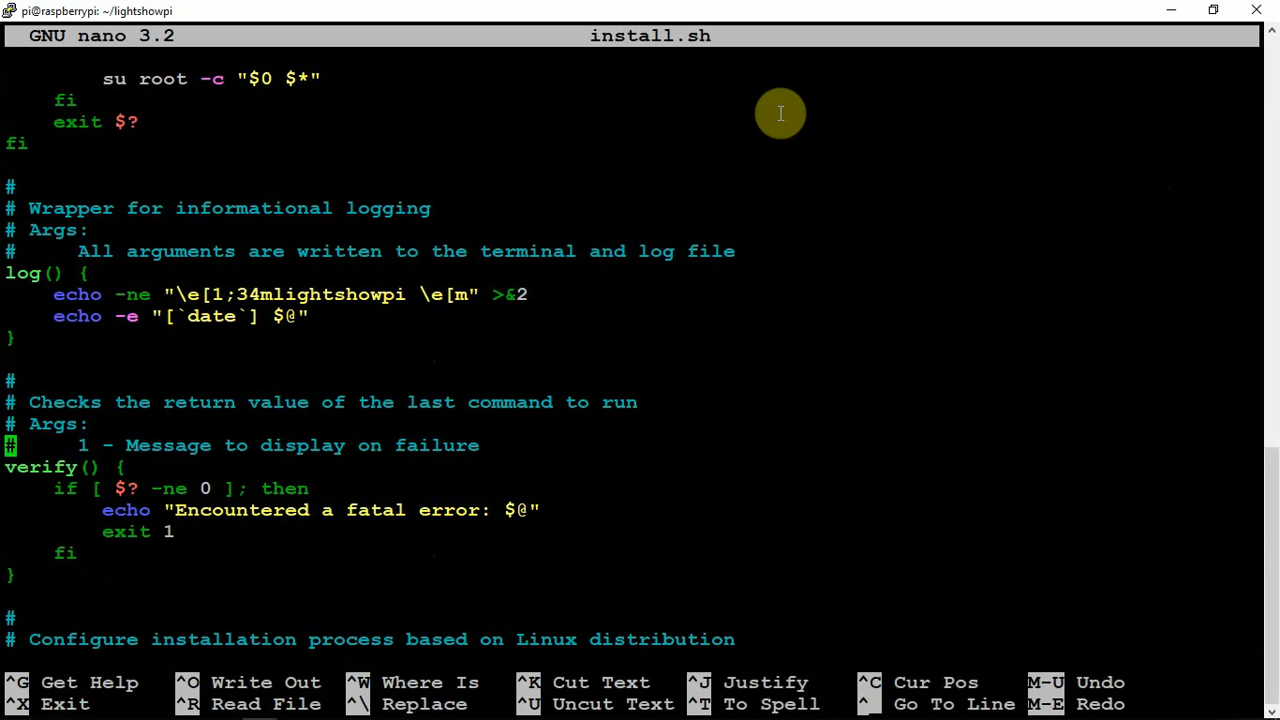 pi@raspberrypi: ~/lightshowpi
GNU nano 3.2 install.sh
su root -c "$0 $*"
fi
exit $?
fi
#
# Wrapper for informational logging
# Args:
# All arguments are written to the terminal and log file
log() {
echo -ne "\e[1;34mlightshowpi \e[m" >&2
echo -e "[`date`] $@"
}
#
# Checks the return value of the last command to run
# Args:
# 1 - Message to display on failure
verify() {
if [ $? -ne 0 ]; then
echo "Encountered a fatal error: $@"
exit 1
fi
}
#
# Configure installation process based on Linux distribution
^G Get Help ^O Write Out ^W Where Is ^K Cut Text ^J Justify ^C Cur Pos M-U Undo
^X Exit ^R Read File ^\ Replace ^U Uncut Text ^T To Spell ^_ Go To Line M-E Redo